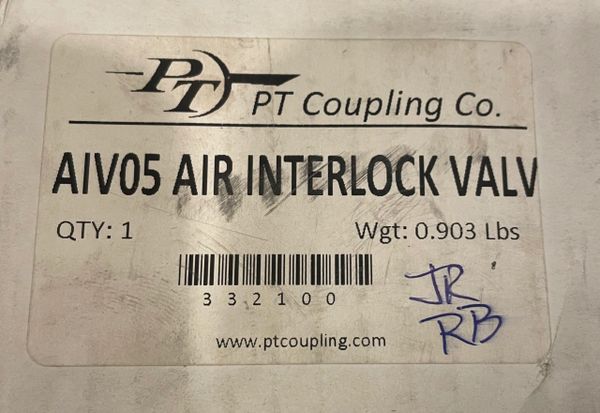 PT
PT Coupling Co.
AIV05 AIR INTERLOCK VALV
QTY: 1
Wgt: 0.903 Lbs
332100
JR
RB
www.ptcoupling.com